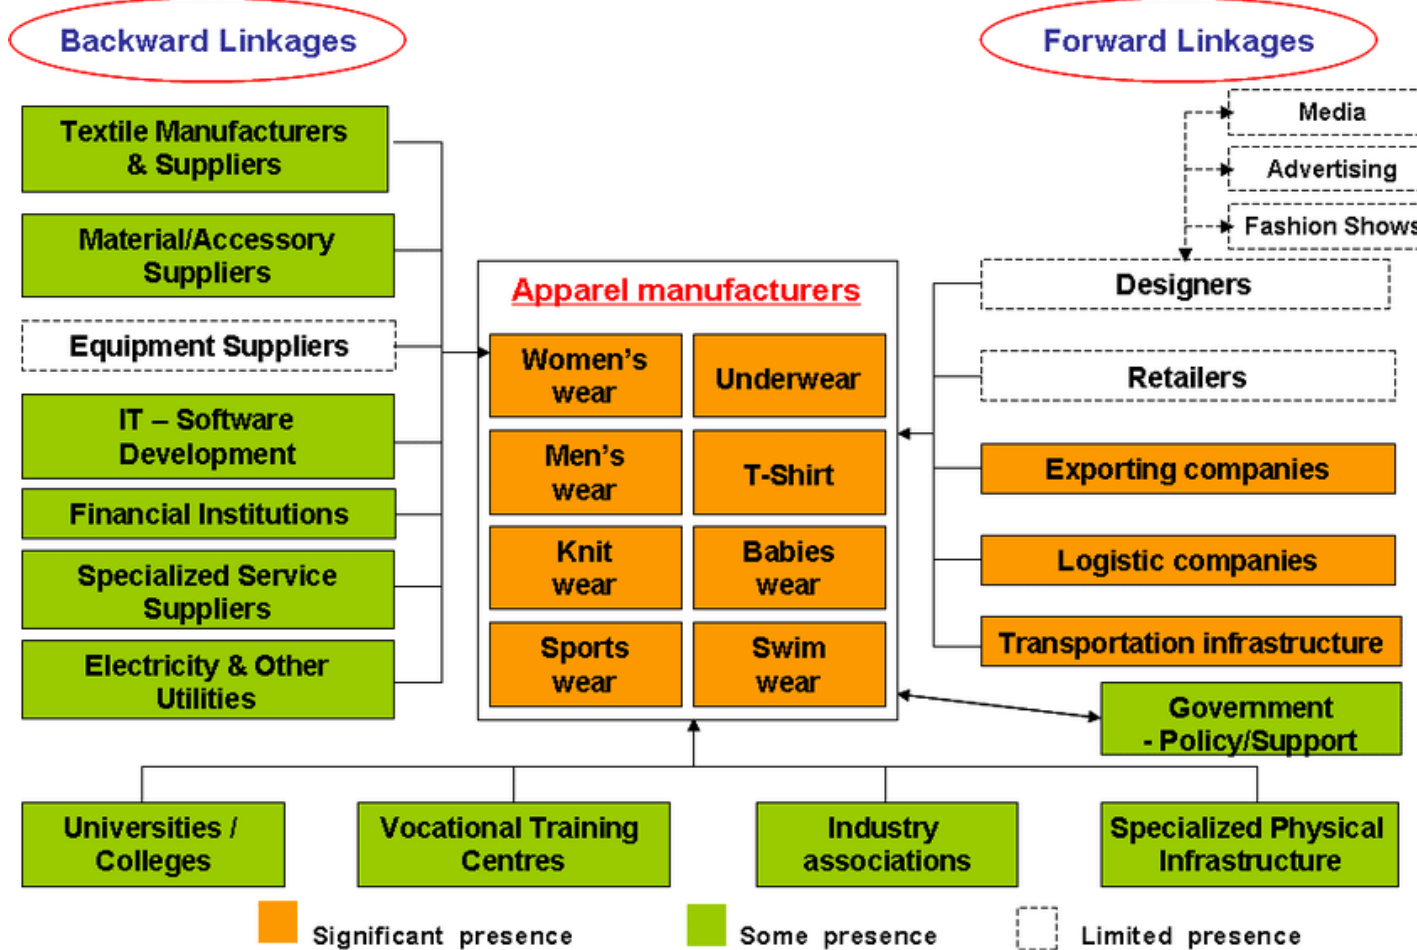 Backward Linkages
Forward Linkages
Textile Manufacturers
& Suppliers
Material/Accessory
Suppliers
Equipment Suppliers
IT – Software
Development
Financial Institutions
Specialized Service
Suppliers
Electricity & Other
Utilities
Apparel manufacturers
Women's
wear
Underwear
Men's
wear
T-Shirt
Knit
wear
Babies
wear
Sports
wear
Swim
wear
Media
Advertising
Fashion Shows
Designers
Retailers
Exporting companies
Logistic companies
Transportation infrastructure
Government
- Policy/Support
Universities /
Colleges
Vocational Training
Centres
Industry
associations
Specialized Physical
Infrastructure
Significant presence
Some presence
Limited presence